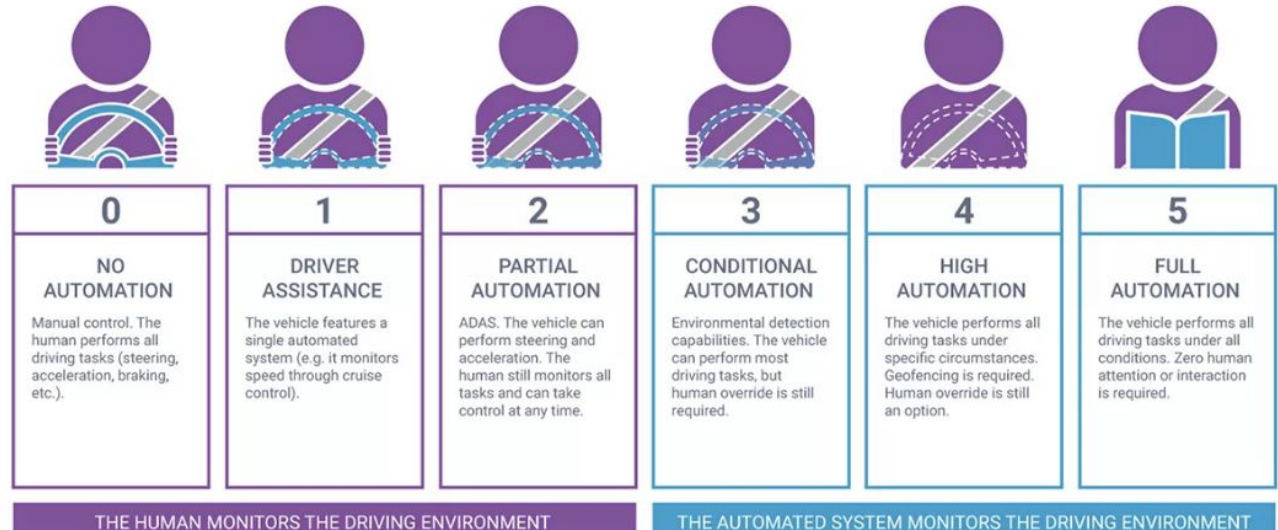 0
NO
AUTOMATION
Manual control. The
human performs all
driving tasks (steering,
acceleration, braking,
etc.).
1
DRIVER
ASSISTANCE
The vehicle features a
single automated
system (e.g. it monitors
speed through cruise
control).
2
PARTIAL
AUTOMATION
ADAS. The vehicle can
perform steering and
acceleration. The
human still monitors all
tasks and can take
control at any time.
3
CONDITIONAL
AUTOMATION
Environmental detection
capabilities. The vehicle
can perform most
driving tasks, but
human override is still
required.
4
HIGH
AUTOMATION
The vehicle performs all
driving tasks under
specific circumstances.
Geofencing is required.
Human override is still
an option.
5
FULL
AUTOMATION
The vehicle performs all
driving tasks under all
conditions. Zero human
attention or interaction
is required.
THE HUMAN MONITORS THE DRIVING ENVIRONMENT
THE AUTOMATED SYSTEM MONITORS THE DRIVING ENVIRONMENT